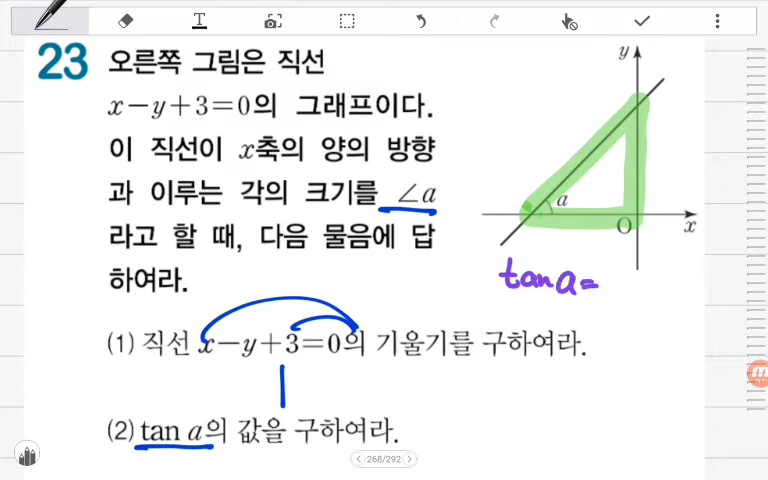 23 오른쪽 그림은 직선
x-y+3=0의 그래프이다.
이 직선이 x축의 양의 방향
과 이루는 각의 크기를 ∠a
라고 할 때, 다음 물음에 답
하여라.
y
a
O
x
tan a=
(1) 직선 x-y+3=0의 기울기를 구하여라.
1
(2) tan a의 값을 구하여라.
268/292